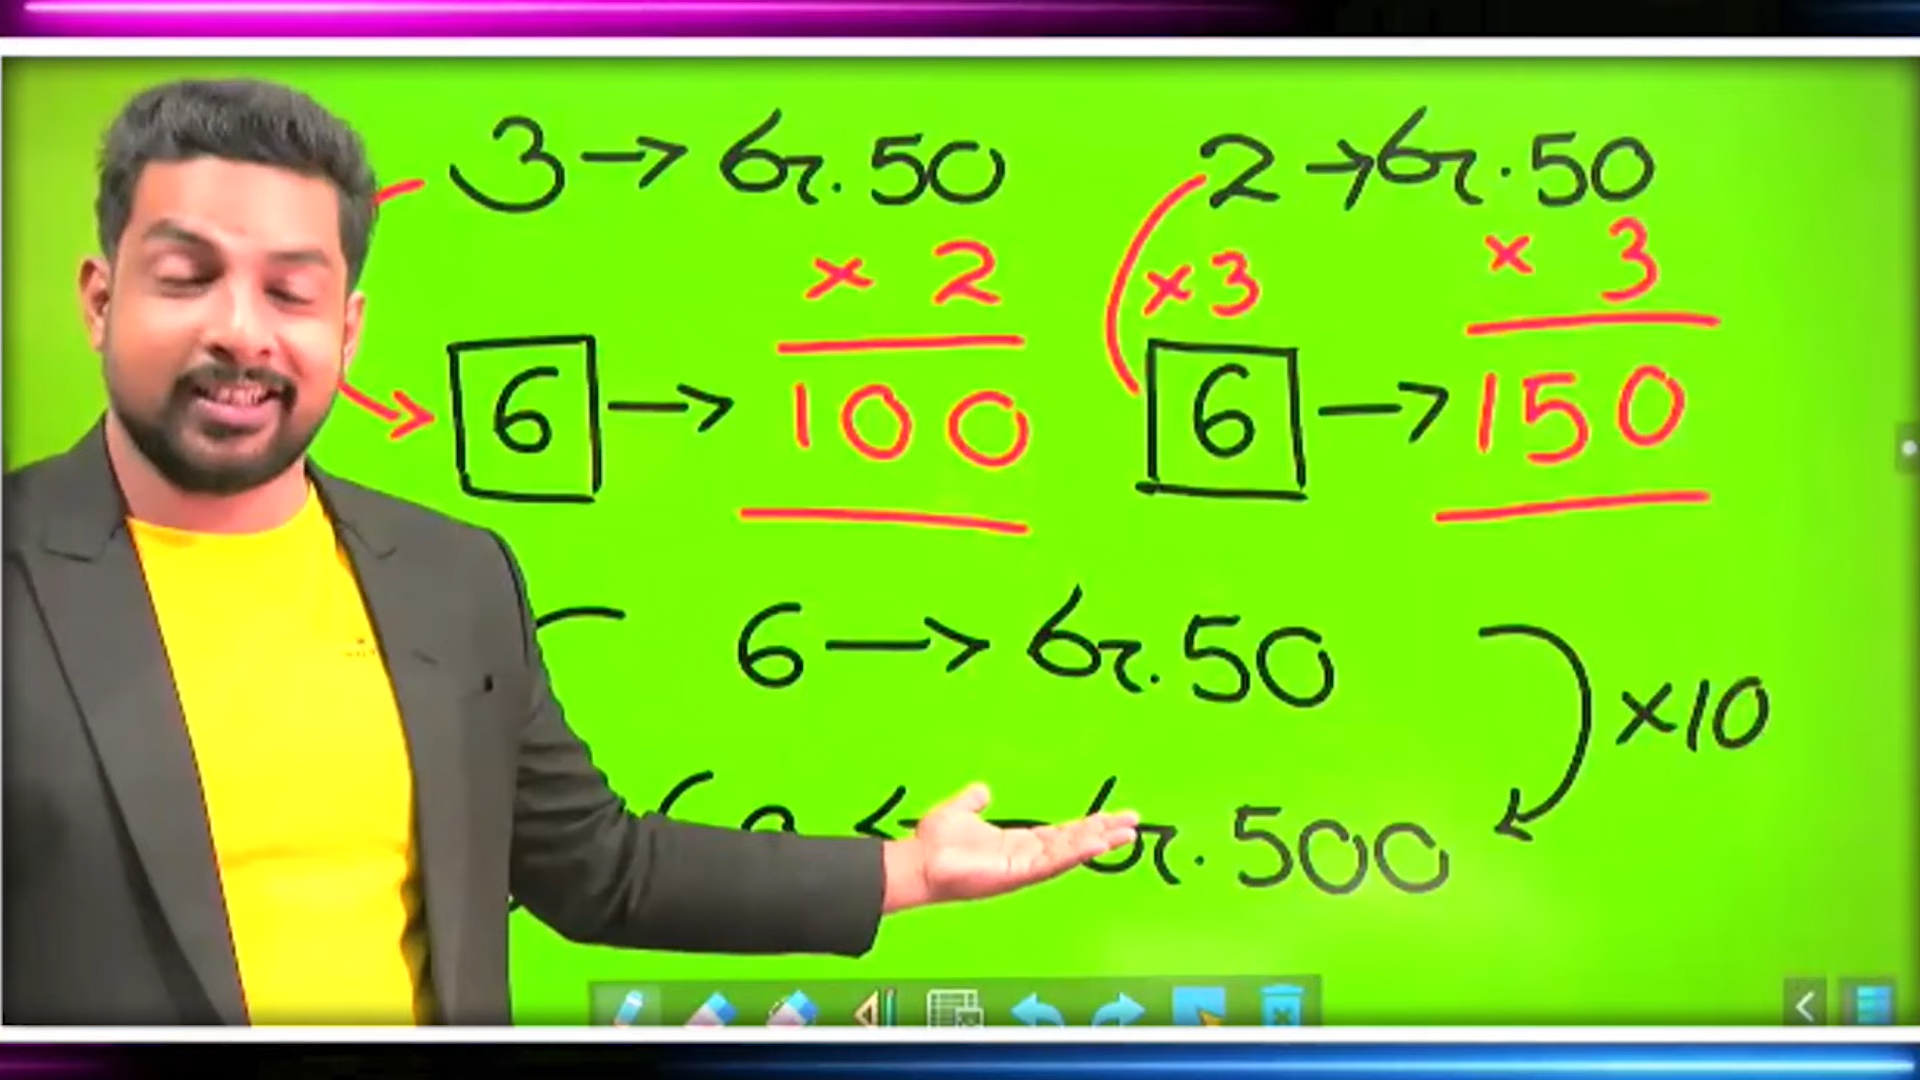 3 → රු.50 2 → රු.50
× 2 ×3 × 3
6 → 100 6 → 150
6 → රු.50
×10
රු.500